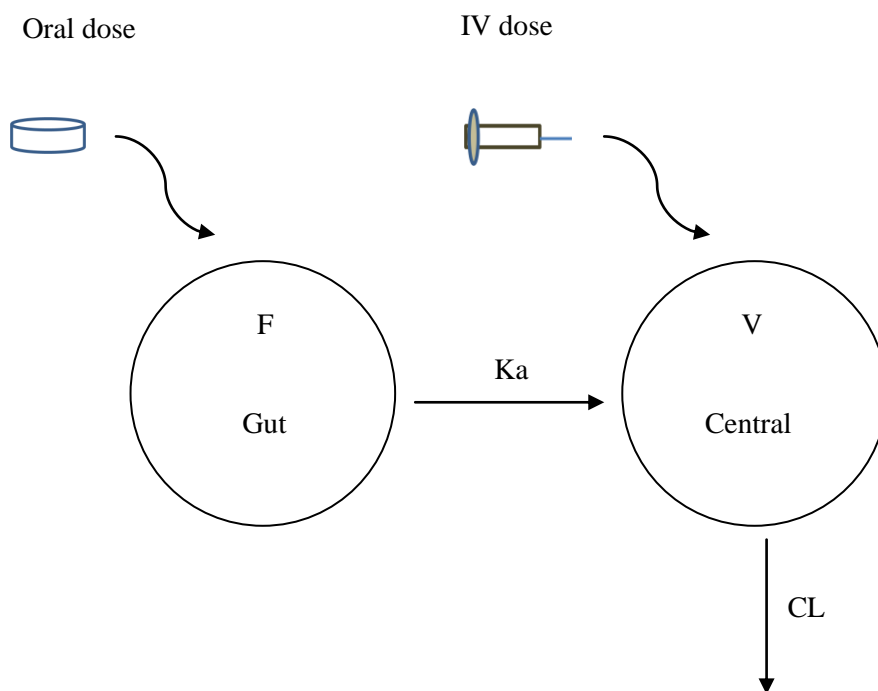 Oral dose
IV dose
F
V
Ka
Gut
Central
CL